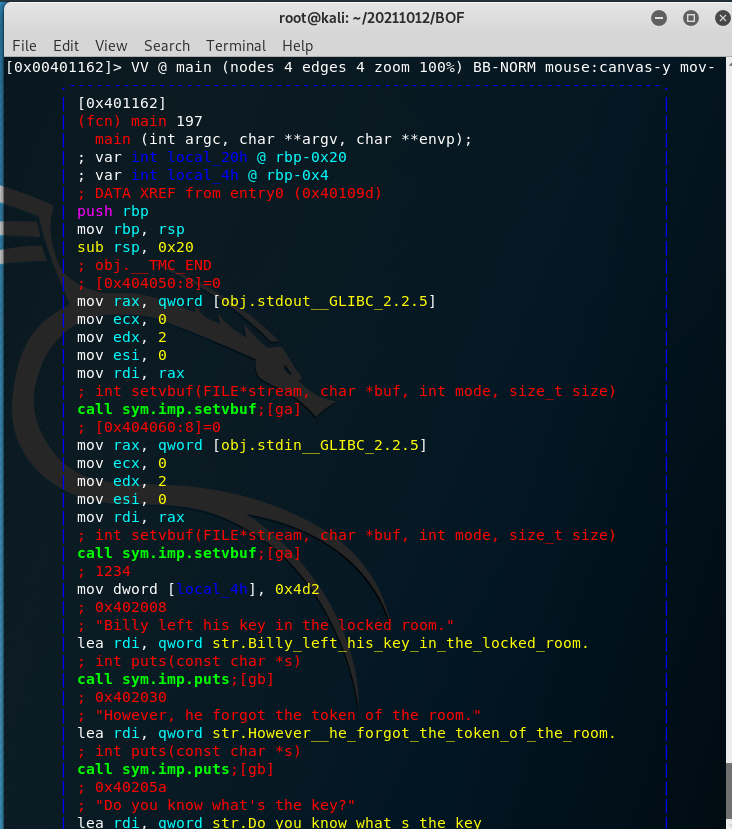 root@kali: ~/20211012/BOF
File Edit View Search Terminal Help
[0x00401162]> VV @ main (nodes 4 edges 4 zoom 100%) BB-NORM mouse:canvas-y mov-
[0x401162]
(fcn) main 197
main (int argc, char **argv, char **envp);
; var int local_20h @ rbp-0x20
; var int local_4h @ rbp-0x4
; DATA XREF from entry0 (0x40109d)
push rbp
mov rbp, rsp
sub rsp, 0x20
; obj.__TMC_END
; [0x404050:8]=0
mov rax, qword [obj.stdout__GLIBC_2.2.5]
mov ecx, 0
mov edx, 2
mov esi, 0
mov rdi, rax
; int setvbuf(FILE*stream, char *buf, int mode, size_t size)
call sym.imp.setvbuf;[ga]
; [0x404060:8]=0
mov rax, qword [obj.stdin__GLIBC_2.2.5]
mov ecx, 0
mov edx, 2
mov esi, 0
mov rdi, rax
; int setvbuf(FILE*stream, char *buf, int mode, size_t size)
call sym.imp.setvbuf;[ga]
; 1234
mov dword [local_4h], 0x4d2
; 0x402008
; "Billy left his key in the locked room."
lea rdi, qword str.Billy_left_his_key_in_the_locked_room.
; int puts(const char *s)
call sym.imp.puts;[gb]
; 0x402030
; "However, he forgot the token of the room."
lea rdi, qword str.However__he_forgot_the_token_of_the_room.
; int puts(const char *s)
call sym.imp.puts;[gb]
; 0x40205a
; "Do you know what's the key?"
lea rdi, qword str.Do_you_know_what_s_the_key